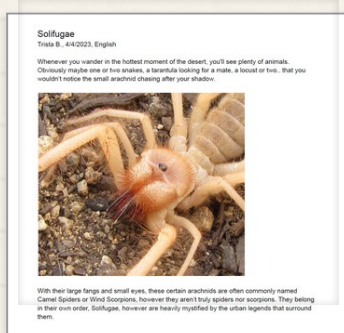 Solifugae
Trista B., 4/4/2023, English
Whenever you wander in the hottest moment of the desert, you'll see plenty of animals.
Obviously maybe one or two snakes, a tarantula looking for a mate, a locust or two.. that you
wouldn't notice the small arachnid chasing after your shadow.
With their large fangs and small eyes, these certain arachnids are often commonly named
Camel Spiders or Wind Scorpions, however they aren't truly spiders nor scorpions. They belong
in their own order, Solifugae, however are heavily mystified by the urban legends that surround
them.